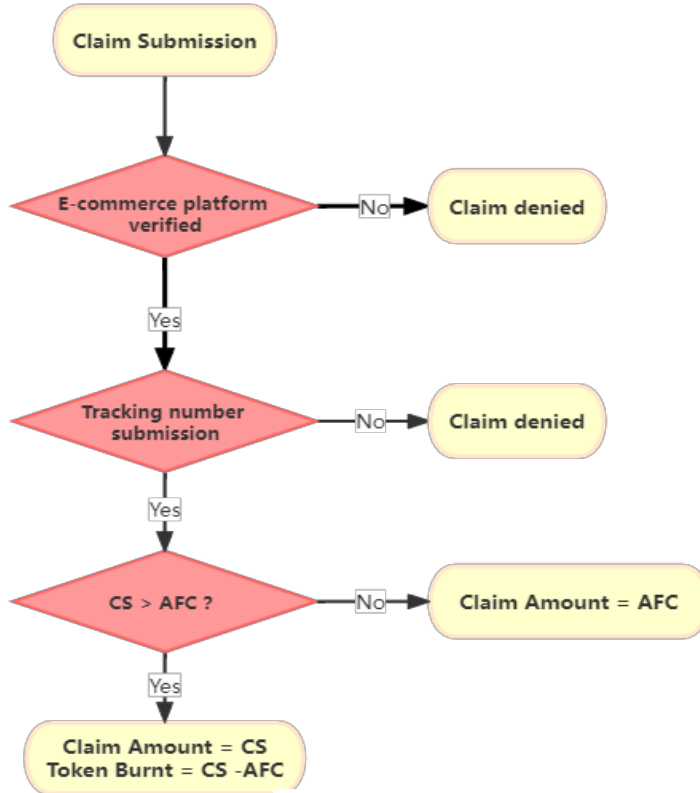 Claim Submission
E-commerce platform
verified
No
Claim denied
Yes
Tracking number
submission
No
Claim denied
Yes
CS > AFC ?
No
Claim Amount = AFC
Yes
Claim Amount = CS
Token Burnt = CS -AFC